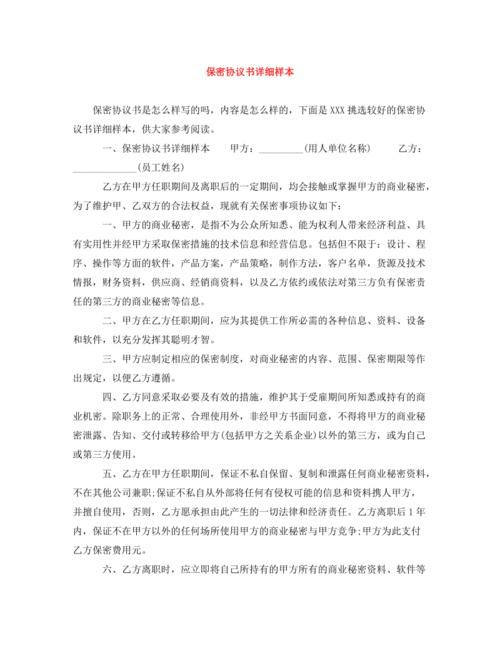 保密协议书详细样本
保密协议书是怎么样写的吗，内容是怎么样的，下面是 XXX 挑选较好的保密协
议书详细样本，供大家参考阅读。
一、保密协议书详细样本 甲方：_________(用人单位名称) 乙方：
_____________(员工姓名)
乙方在甲方任职期间及离职后的一定期间，均会接触或掌握甲方的商业秘密，
为了维护甲、乙双方的合法权益，现就有关保密事项协议如下：
一、甲方的商业秘密，是指不为公众所知悉、能为权利人带来经济利益、具
有实用性并经甲方采取保密措施的技术信息和经营信息。包括但不限于：设计、程
序、操作等方面的软件，产品方案，产品策略，制作方法，客户名单，货源及技术
情报，财务资料，供应商、经销商资料，以及乙方依约或依法对第三方负有保密责
任的第三方的商业秘密等信息。
二、甲方在乙方任职期间，应为其提供工作所必需的各种信息、资料、设备
和软件，以充分发挥其聪明才智。
三、甲方应制定相应的保密制度，对商业秘密的内容、范围、保密期限等作
出规定，以便乙方遵循。
四、乙方同意采取必要及有效的措施，维护其于受雇期间所知悉或持有的商
业机密。除职务上的正常、合理使用外，非经甲方书面同意，不得将甲方的商业秘
密泄露、告知、交付或转移给甲方(包括甲方之关系企业)以外的第三方，或为自己
或第三方使用。
五、乙方在甲方任职期间，保证不私自保留、复制和泄露任何商业秘密资料，
不在其他公司兼职;保证不私自从外部将任何有侵权可能的信息和资料携人甲方，
并擅自使用，否则，乙方愿承担由此产生的一切法律和经济责任。乙方离职后 1 年
内，保证不在甲方以外的任何场所使用甲方的商业秘密与甲方竞争;甲方为此支付
乙方保密费用元。
六、乙方离职时，应立即将自己所持有的甲方所有的商业秘密资料、软件等